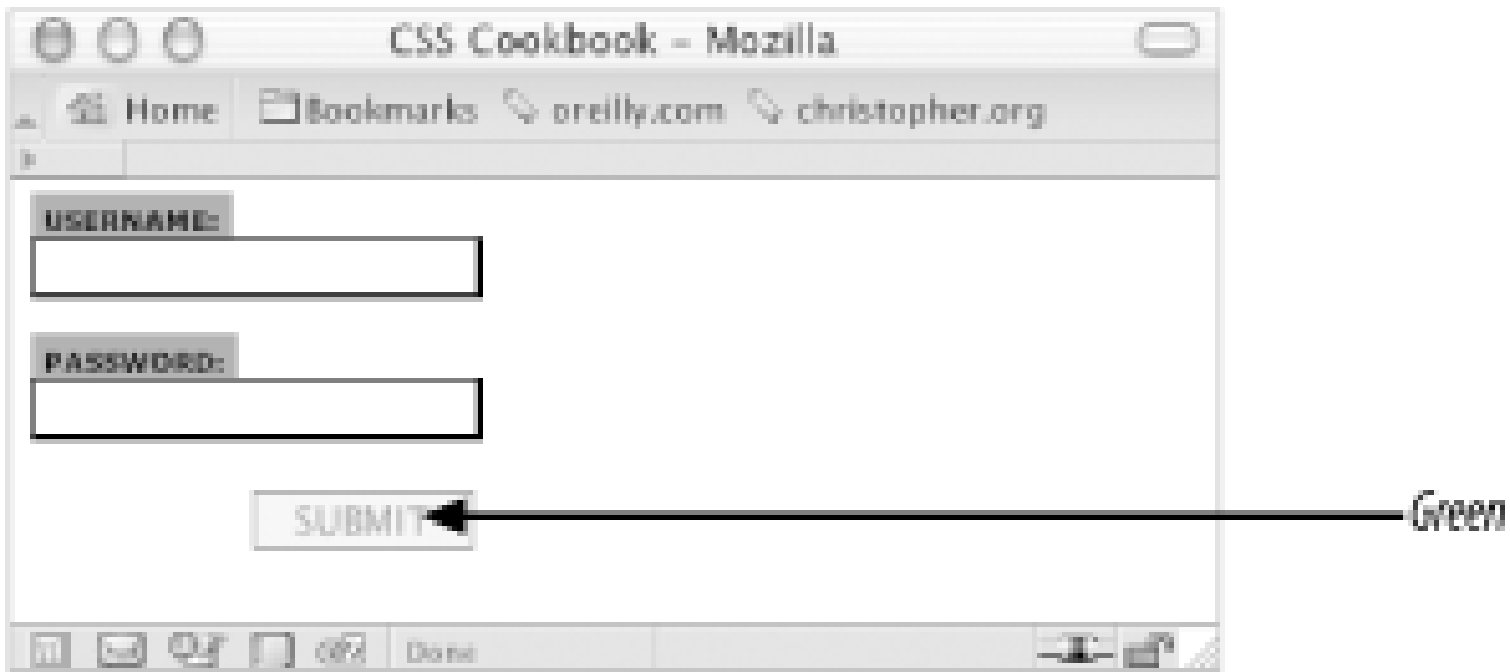 CSS Cookbook – Mozilla
Home Bookmarks oreilly.com christopher.org
USERNAME:
PASSWORD:
SUBMIT
Green
Done